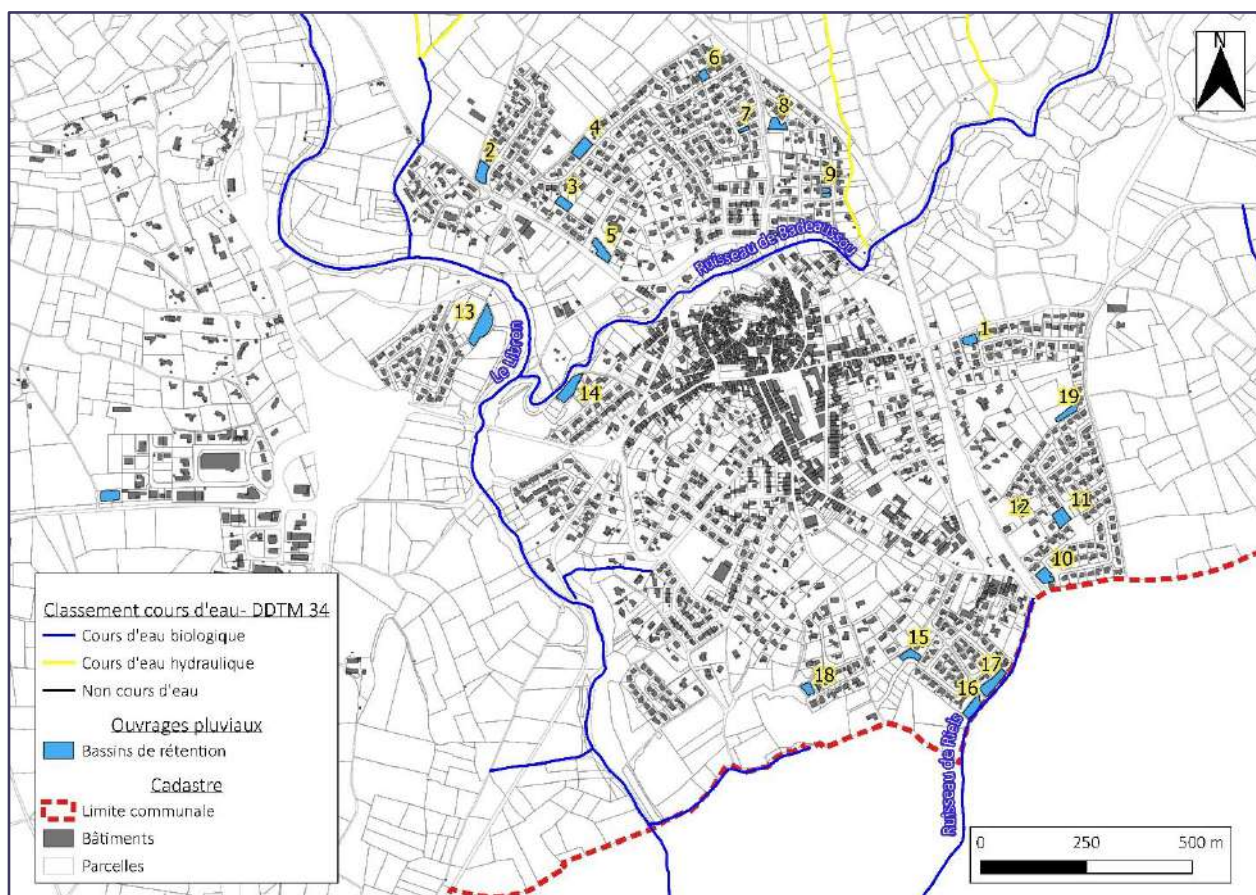 N
6
7
8
4
2
3
9
5
Ruisseau de Badeaussou
13
Le Libron
1
14
19
12
11
10
15
17
18
16
Ruisseau de Riels
Classement cours d'eau- DDTM 34
Cours d'eau biologique
Cours d'eau hydraulique
Non cours d'eau
Ouvrages pluviaux
Bassins de rétention
Cadastre
Limite communale
Bâtiments
Parcelles
0 250 500 m